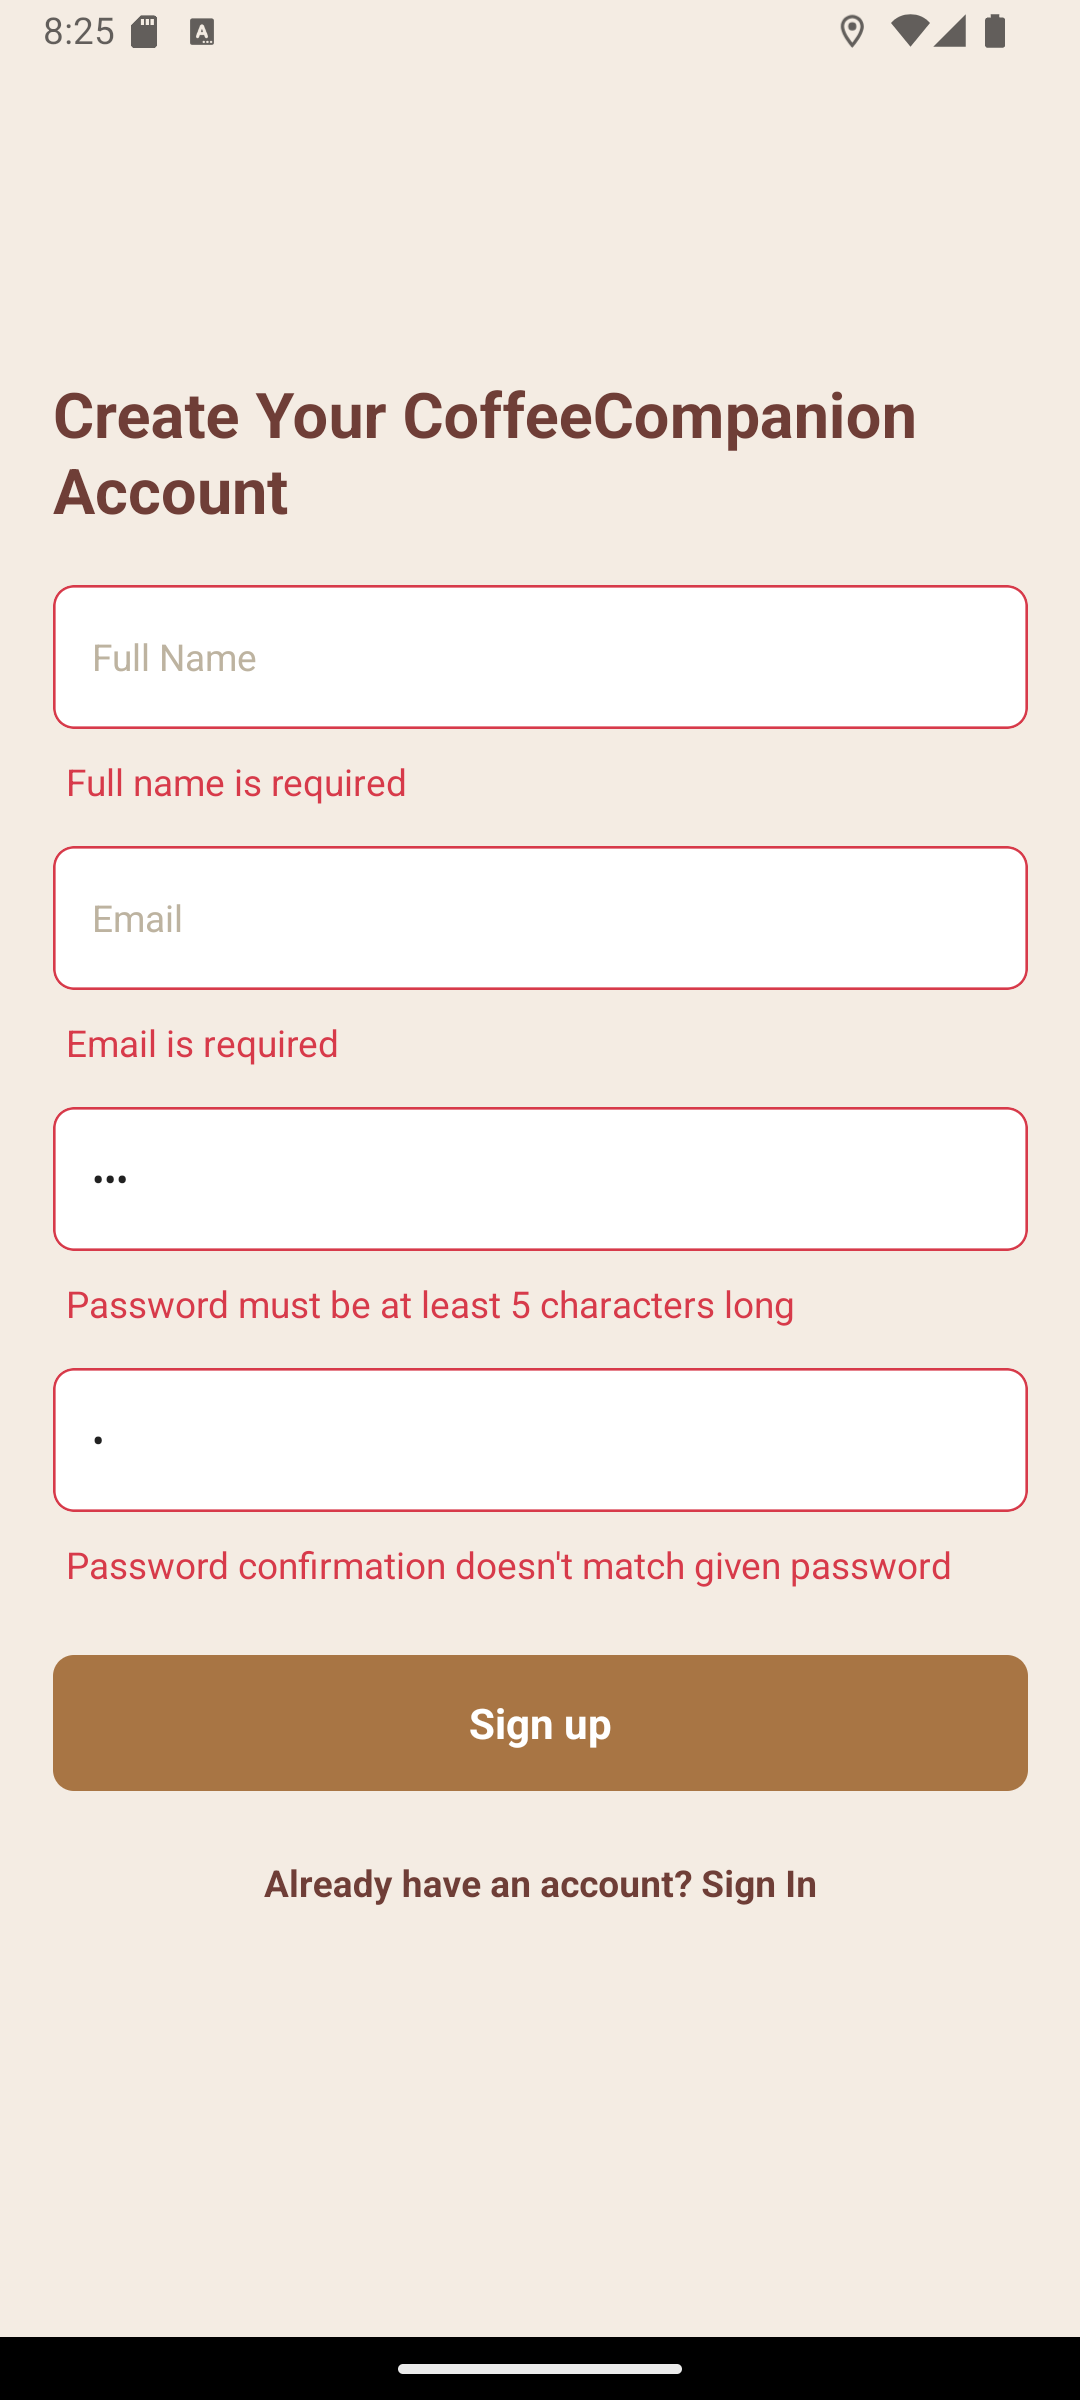 8:25
Create Your CoffeeCompanion
Account
Full Name
Full name is required
Email
Email is required
•••
Password must be at least 5 characters long
•
Password confirmation doesn't match given password
Sign up
Already have an account? Sign In